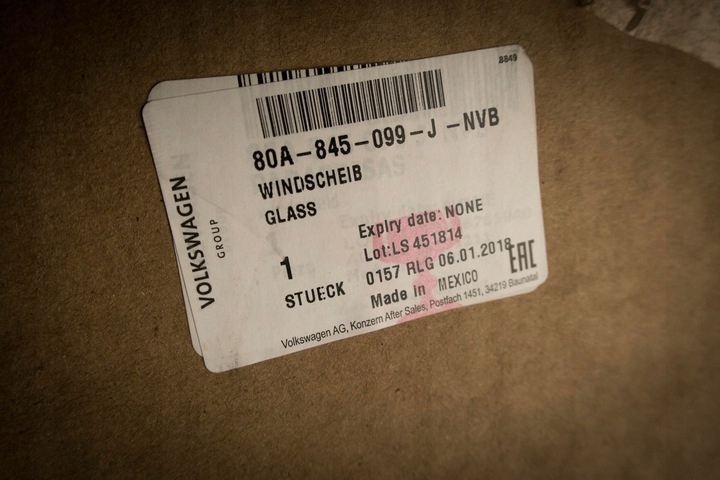 8849
80A-845-099-J -NVB
WINDSCHEIB
GLASS
VOLKSWAGEN
GROUP
Expiry date: NONE
Lot:LS 451814
1
STUECK
0157 RLG 06.01.2018
EAC
Made in MEXICO
Volkswagen AG, Konzern After Sales, Postfach 1451, 34219 Baunatal